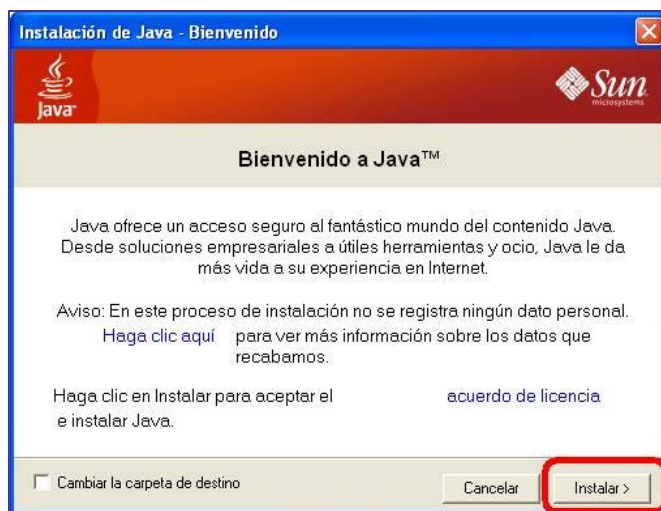 Instalación de Java - Bienvenido
Java
Sun
microsystems
Bienvenido a Java™
Java ofrece un acceso seguro al fantástico mundo del contenido Java.
Desde soluciones empresariales a útiles herramientas y ocio, Java le da
más vida a su experiencia en Internet.
Aviso: En este proceso de instalación no se registra ningún dato personal.
Haga clic aquí para ver más información sobre los datos que
recabamos.
Haga clic en Instalar para aceptar el acuerdo de licencia
e instalar Java.
Cambiar la carpeta de destino
Cancelar
Instalar >